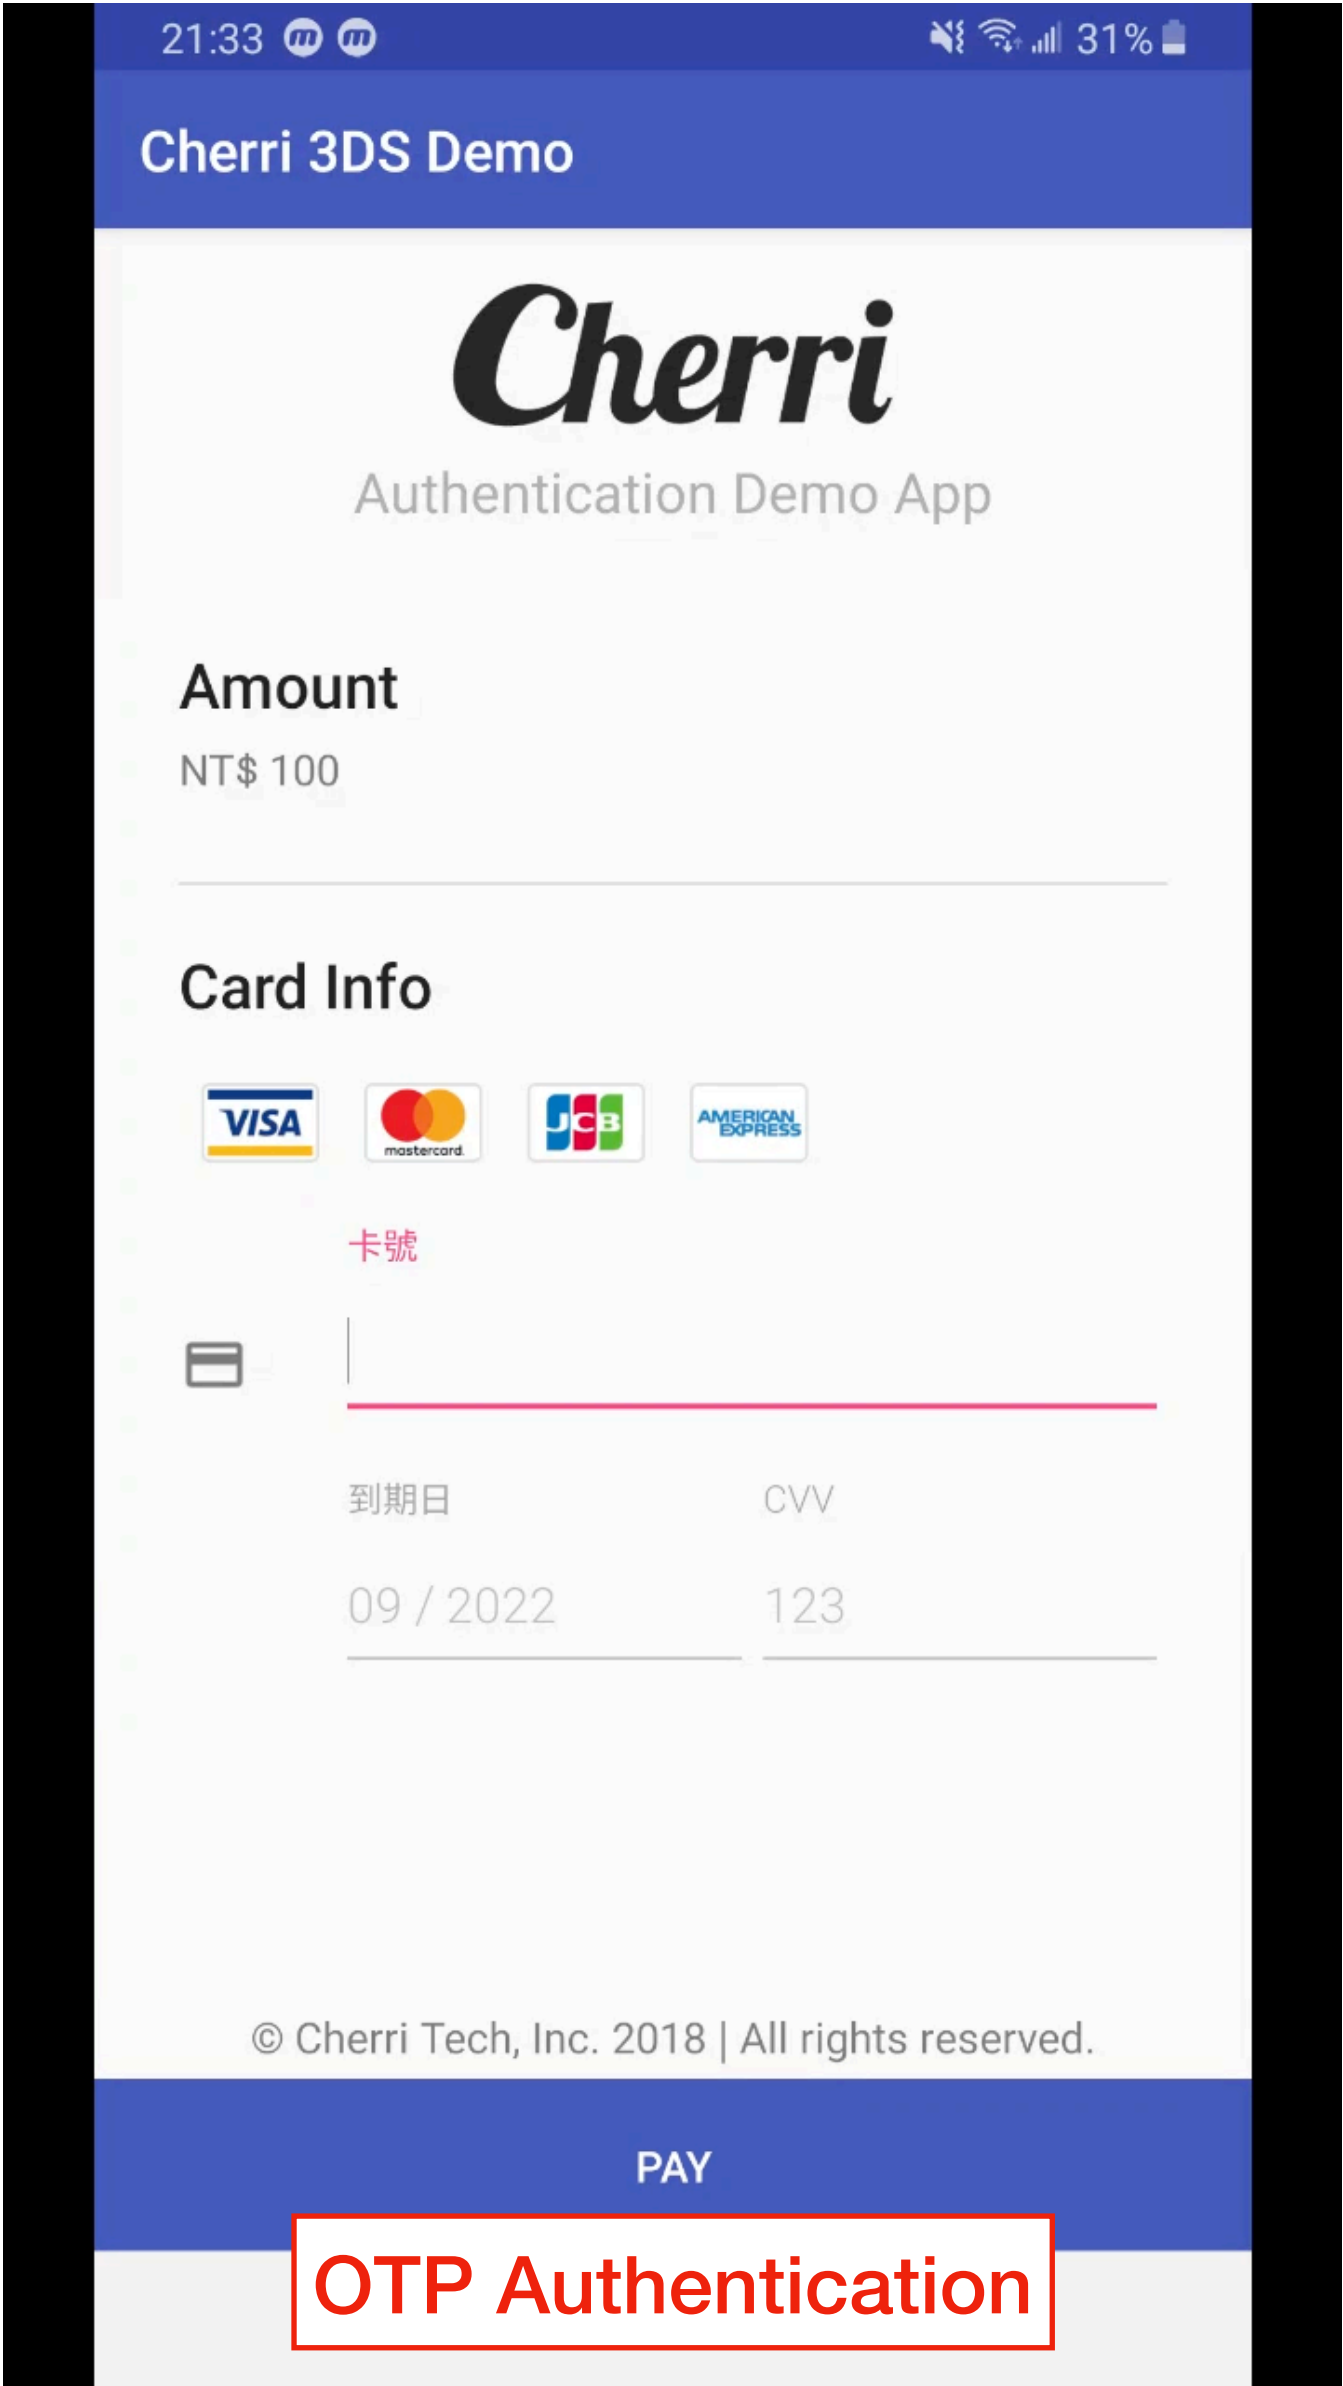 21:33 31%
Cherri 3DS Demo
Cherri
Authentication Demo App
Amount
NT$ 100
Card Info
VISA mastercard. JCB AMERICAN EXPRESS
卡號
到期日 CVV
09 / 2022 123
© Cherri Tech, Inc. 2018 | All rights reserved.
PAY
OTP Authentication